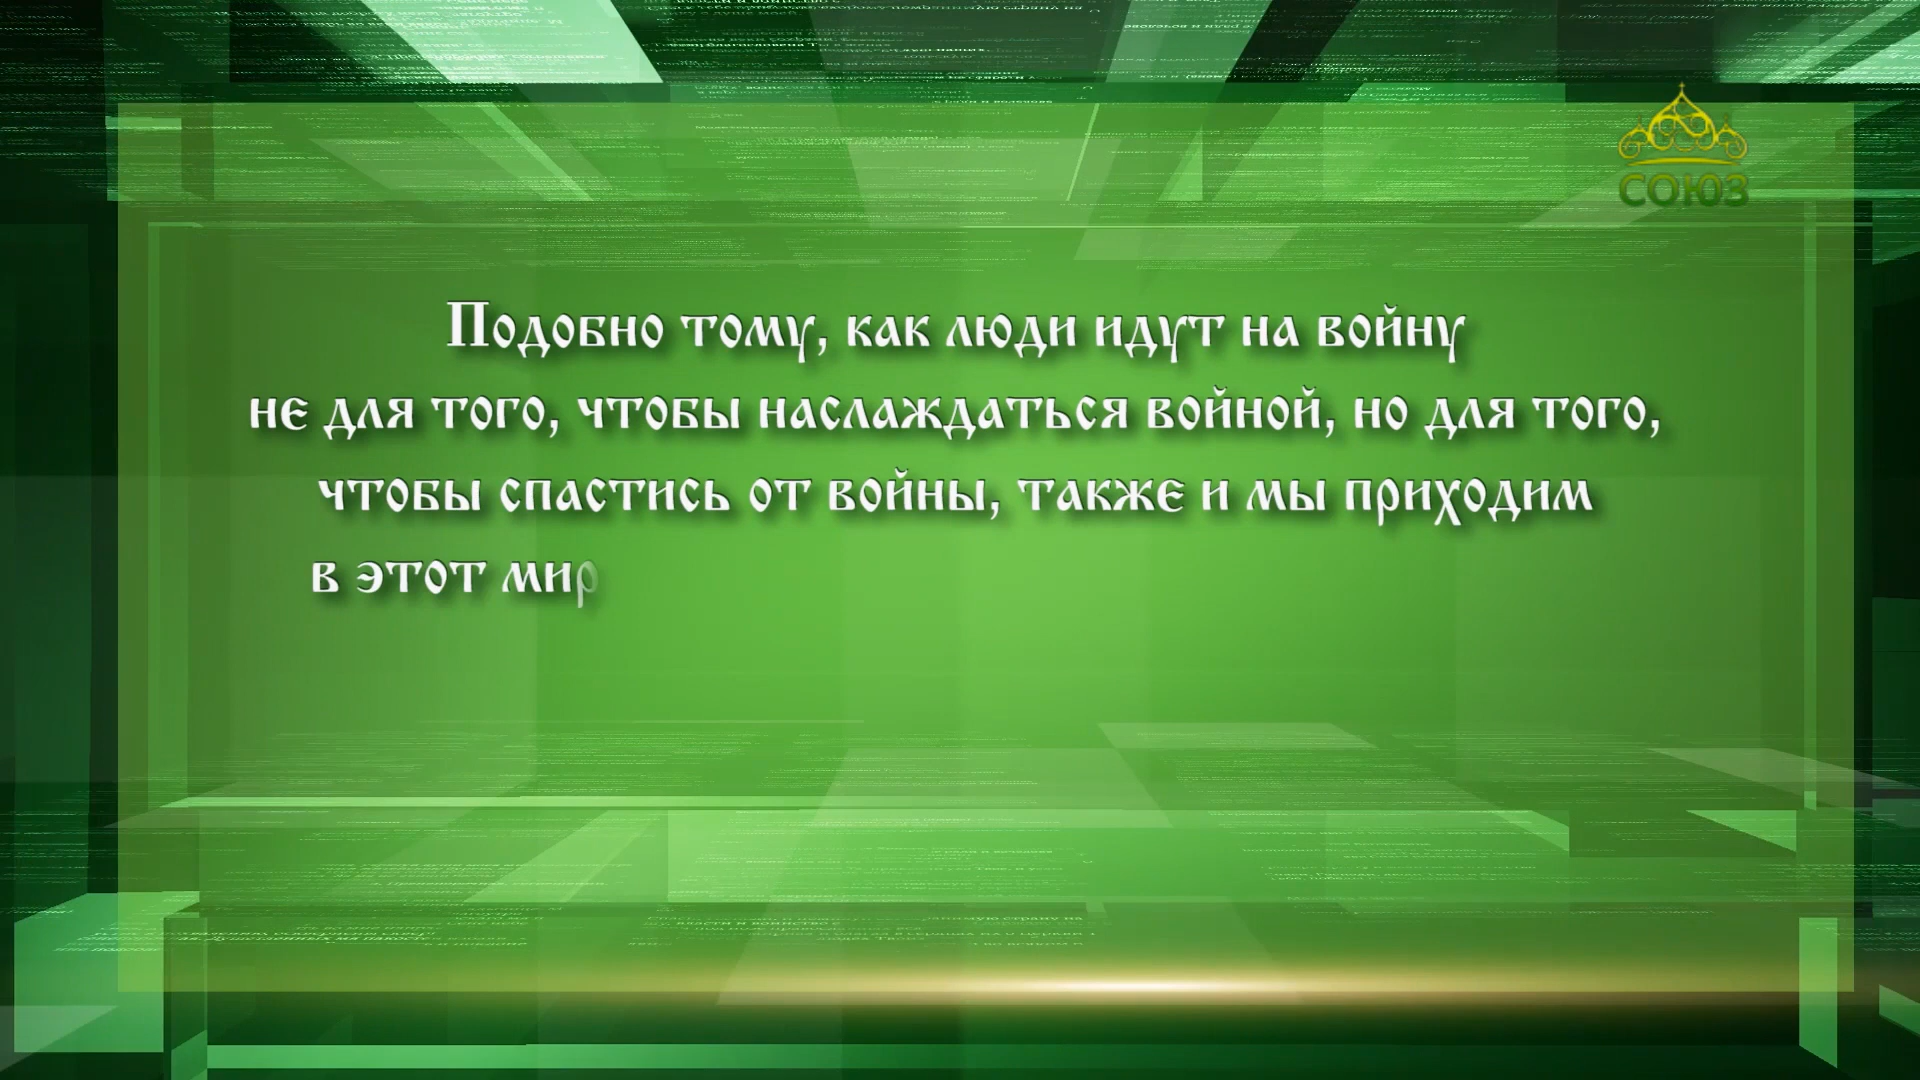 СОЮЗ
Подобно тому, как люди идут на войну
не для того, чтобы наслаждаться войной, но для того,
чтобы спастись от войны, также и мы приходим
в этот мир